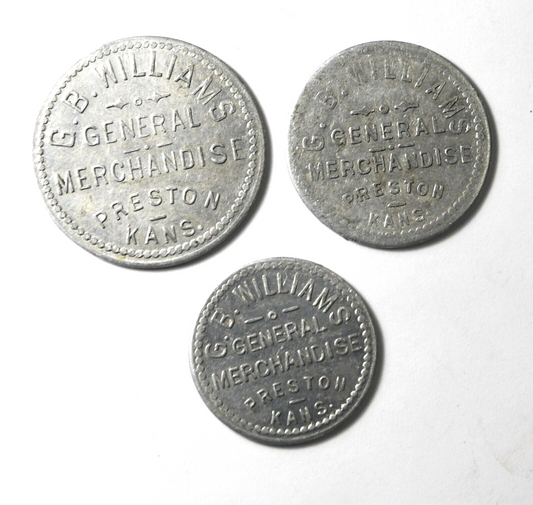 G. B. WILLIAMS
GENERAL
MERCHANDISE
PRESTON
KANS.
G. B. WILLIAMS
GENERAL
MERCHANDISE
PRESTON
KANS.
G. B. WILLIAMS
GENERAL
MERCHANDISE
PRESTON
KANS.